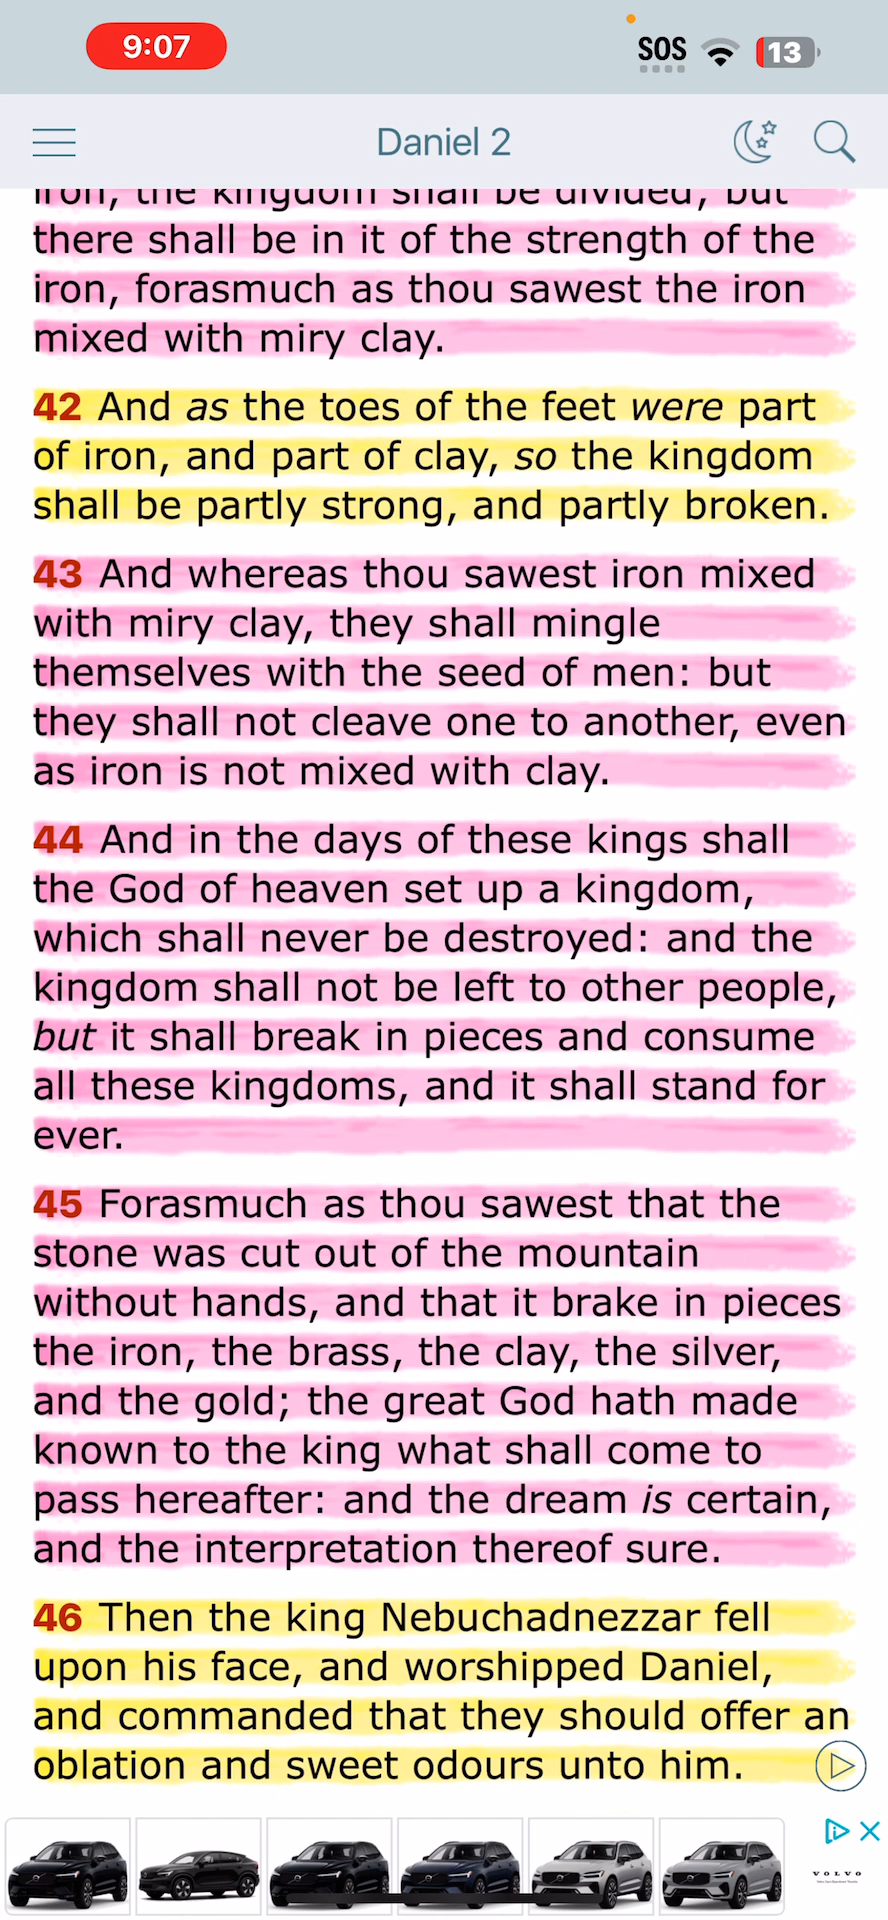 9:07
SOS
13
Daniel 2
iron, the kingdom shall be divided; but
there shall be in it of the strength of the
iron, forasmuch as thou sawest the iron
mixed with miry clay.
42 And as the toes of the feet were part
of iron, and part of clay, so the kingdom
shall be partly strong, and partly broken.
43 And whereas thou sawest iron mixed
with miry clay, they shall mingle
themselves with the seed of men: but
they shall not cleave one to another, even
as iron is not mixed with clay.
44 And in the days of these kings shall
the God of heaven set up a kingdom,
which shall never be destroyed: and the
kingdom shall not be left to other people,
but it shall break in pieces and consume
all these kingdoms, and it shall stand for
ever.
45 Forasmuch as thou sawest that the
stone was cut out of the mountain
without hands, and that it brake in pieces
the iron, the brass, the clay, the silver,
and the gold; the great God hath made
known to the king what shall come to
pass hereafter: and the dream is certain,
and the interpretation thereof sure.
46 Then the king Nebuchadnezzar fell
upon his face, and worshipped Daniel,
and commanded that they should offer an
oblation and sweet odours unto him.
VOLVO